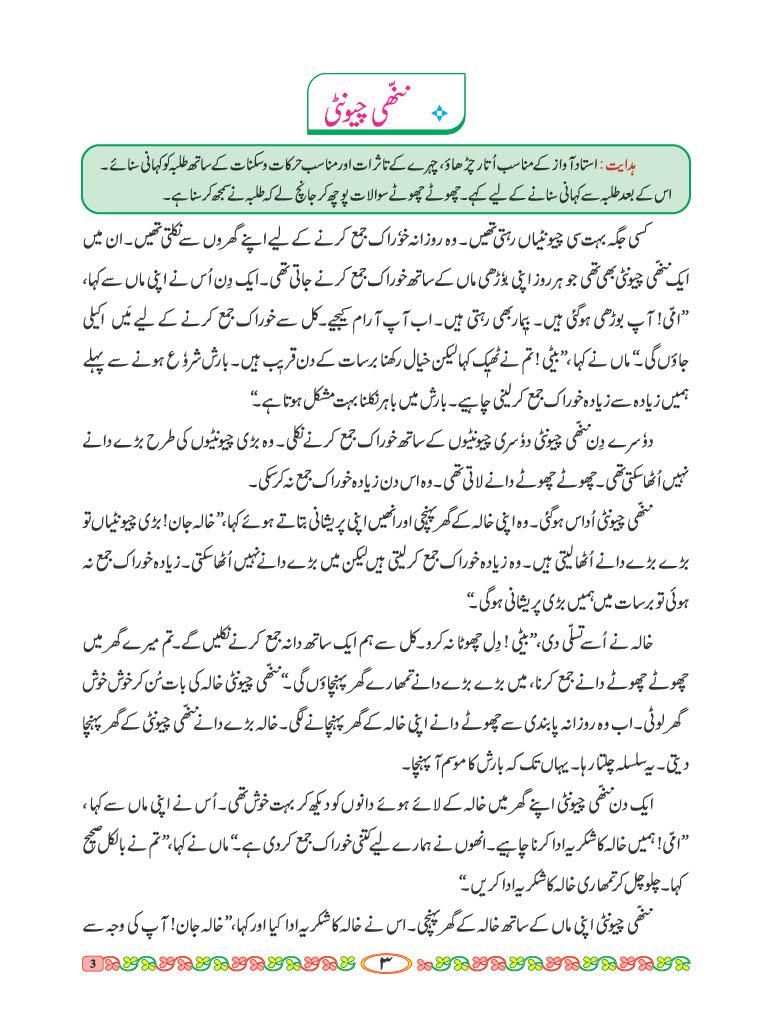 ننھّی چیونٹی
ہدایت : استاد آواز کے مناسب اُتار چڑھاؤ، چہرے کے تاثرات اور مناسب حرکات و سکنات کے ساتھ طلبہ کو کہانی سنائے۔
اس کے بعد طلبہ سے کہانی سنانے کے لیے کہے۔ چھوٹے چھوٹے سوالات پوچھ کر جانچ لے کہ طلبہ نے سمجھ کر سنا ہے۔
کسی جگہ بہت سی چیونٹیاں رہتی تھیں۔ وہ روزانہ خوٗراک جمع کرنے کے لیے اپنے گھروں سے نکلتی تھیں۔ ان میں
ایک ننھّی چیونٹی بھی تھی جو ہر روز اپنی بوٗڑھی ماں کے ساتھ خوراک جمع کرنے جاتی تھی۔ ایک دِن اُس نے اپنی ماں سے کہا،
”امّی! آپ بوڑھی ہوگئی ہیں۔ بیمٖار بھی رہتی ہیں۔ اب آپ آرام کیجیے۔ کل سے خوراک جمع کرنے کے لیے مَیں اکیلی
جاؤں گی۔“ ماں نے کہا، ”بیٹی! تم نے ٹھیٖک کہا لیکن خیال رکھنا برسات کے دن قریٖب ہیں۔ بارش شروٗع ہونے سے پہلے
ہمیں زیادہ سے زیادہ خوراک جمع کرلینی چاہیے۔ بارش میں باہر نکلنا بہت مشکل ہوتا ہے۔“
دوٗسرے دِن ننھّی چیونٹی دوٗسری چیونٹیوں کے ساتھ خوراک جمع کرنے نکلی۔ وہ بڑی چیونٹیوں کی طرح بڑے دانے
نہیں اُٹھا سکتی تھی۔ چھوٹے چھوٹے دانے لاتی تھی۔ وہ اس دن زیادہ خوراک جمع نہ کرسکی۔
ننھّی چیونٹی اُداس ہوگئی۔ وہ اپنی خالہ کے گھر پہنچی اور انھیں اپنی پریشانی بتاتے ہوئے کہا، ”خالہ جان! بڑی چیونٹیاں تو
بڑے بڑے دانے اُٹھا لیتی ہیں۔ وہ زیادہ خوراک جمع کرلیتی ہیں لیکن میں بڑے دانے نہیں اُٹھا سکتی۔ زیادہ خوراک جمع نہ
ہوئی تو برسات میں ہمیں بڑی پریشانی ہوگی۔“
خالہ نے اُسے تسلّی دی، ”بیٹی! دِل چھوٹا نہ کرو۔ کل سے ہم ایک ساتھ دانہ جمع کرنے نکلیں گے۔ تم میرے گھر میں
چھوٹے چھوٹے دانے جمع کرنا، میں بڑے بڑے دانے تمھارے گھر پہنچاؤں گی۔“ ننھّی چیونٹی خالہ کی بات سُن کر خوش خوش
گھر لوٹی۔ اب وہ روزانہ پابندی سے چھوٹے دانے اپنی خالہ کے گھر پہنچانے لگی۔ خالہ بڑے دانے ننھّی چیونٹی کے گھر پہنچا
دیتی۔ یہ سلسلہ چلتا رہا۔ یہاں تک کہ بارش کا موسم آ پہنچا۔
ایک دن ننھّی چیونٹی اپنے گھر میں خالہ کے لائے ہوئے دانوں کو دیکھ کر بہت خوش تھی۔ اُس نے اپنی ماں سے کہا،
”امّی! ہمیں خالہ کا شکریہ ادا کرنا چاہیے۔ انھوں نے ہمارے لیے کتنی خوراک جمع کردی ہے۔“ ماں نے کہا، ”تم نے بالکل صحیح
کہا۔ چلو چل کر تمھاری خالہ کا شکریہ ادا کریں۔“
ننھّی چیونٹی اپنی ماں کے ساتھ خالہ کے گھر پہنچی۔ اس نے خالہ کا شکریہ ادا کیا اور کہا، ”خالہ جان! آپ کی وجہ سے
۳
3